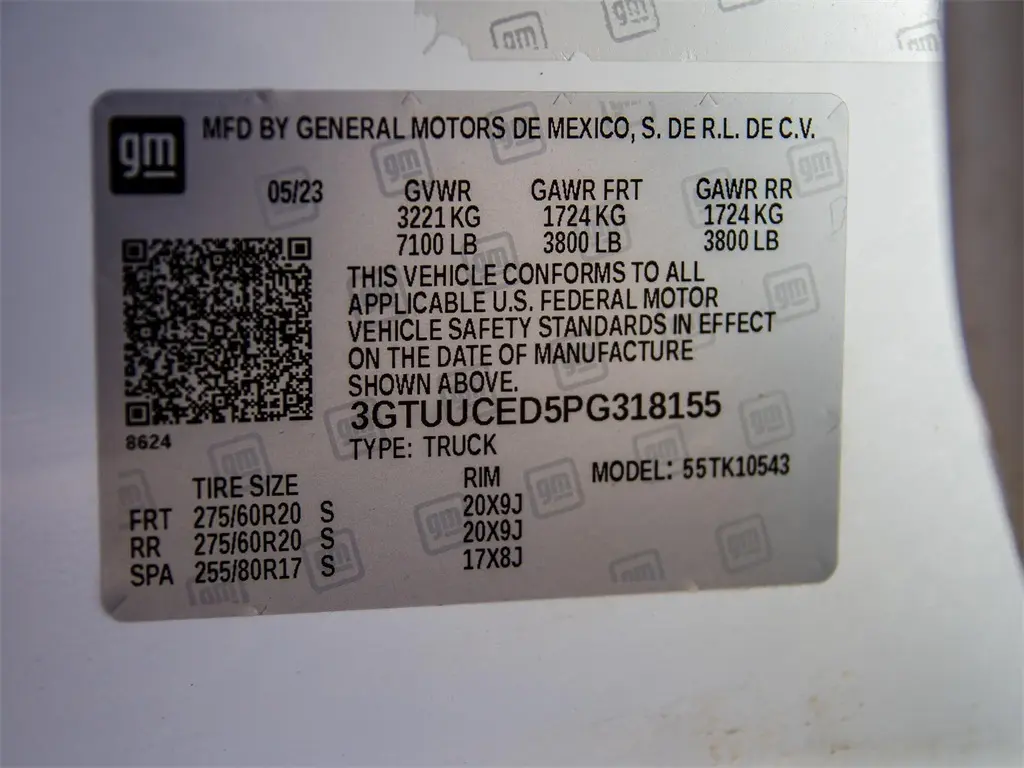 gm
MFD BY GENERAL MOTORS DE MEXICO, S. DE R.L. DE C.V.
05/23 GVWR GAWR FRT GAWR RR
3221 KG 1724 KG 1724 KG
7100 LB 3800 LB 3800 LB
THIS VEHICLE CONFORMS TO ALL
APPLICABLE U.S. FEDERAL MOTOR
VEHICLE SAFETY STANDARDS IN EFFECT
ON THE DATE OF MANUFACTURE
SHOWN ABOVE.
3GTUUCED5PG318155
8624
TYPE: TRUCK
MODEL: 55TK10543
TIRE SIZE RIM
FRT 275/60R20 S 20X9J
RR 275/60R20 S 20X9J
SPA 255/80R17 S 17X8J